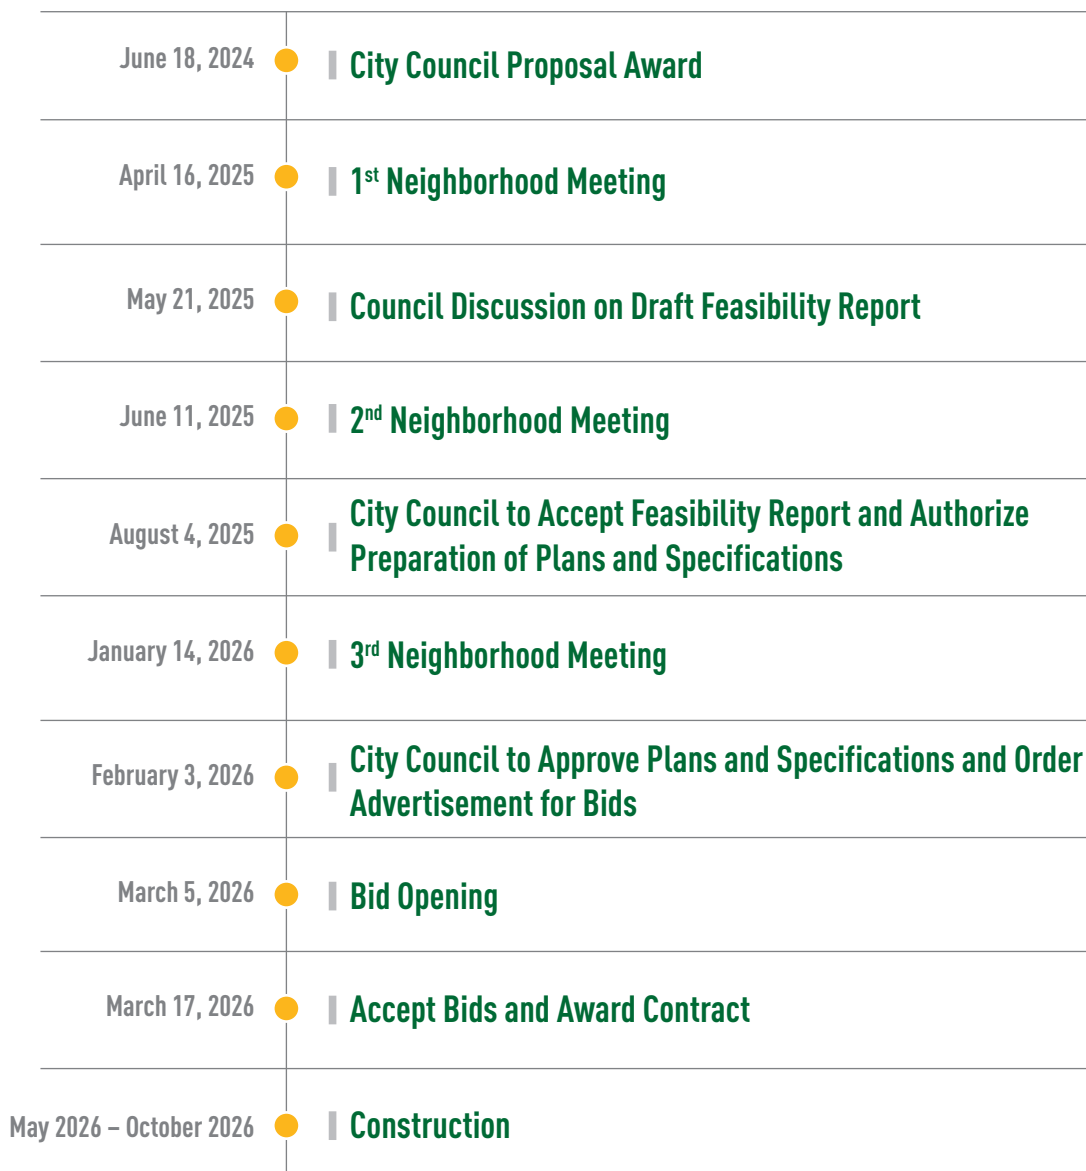 June 18, 2024
City Council Proposal Award
April 16, 2025
1st Neighborhood Meeting
May 21, 2025
Council Discussion on Draft Feasibility Report
June 11, 2025
2nd Neighborhood Meeting
August 4, 2025
City Council to Accept Feasibility Report and Authorize
Preparation of Plans and Specifications
January 14, 2026
3rd Neighborhood Meeting
February 3, 2026
City Council to Approve Plans and Specifications and Order
Advertisement for Bids
March 5, 2026
Bid Opening
March 17, 2026
Accept Bids and Award Contract
May 2026 – October 2026
Construction